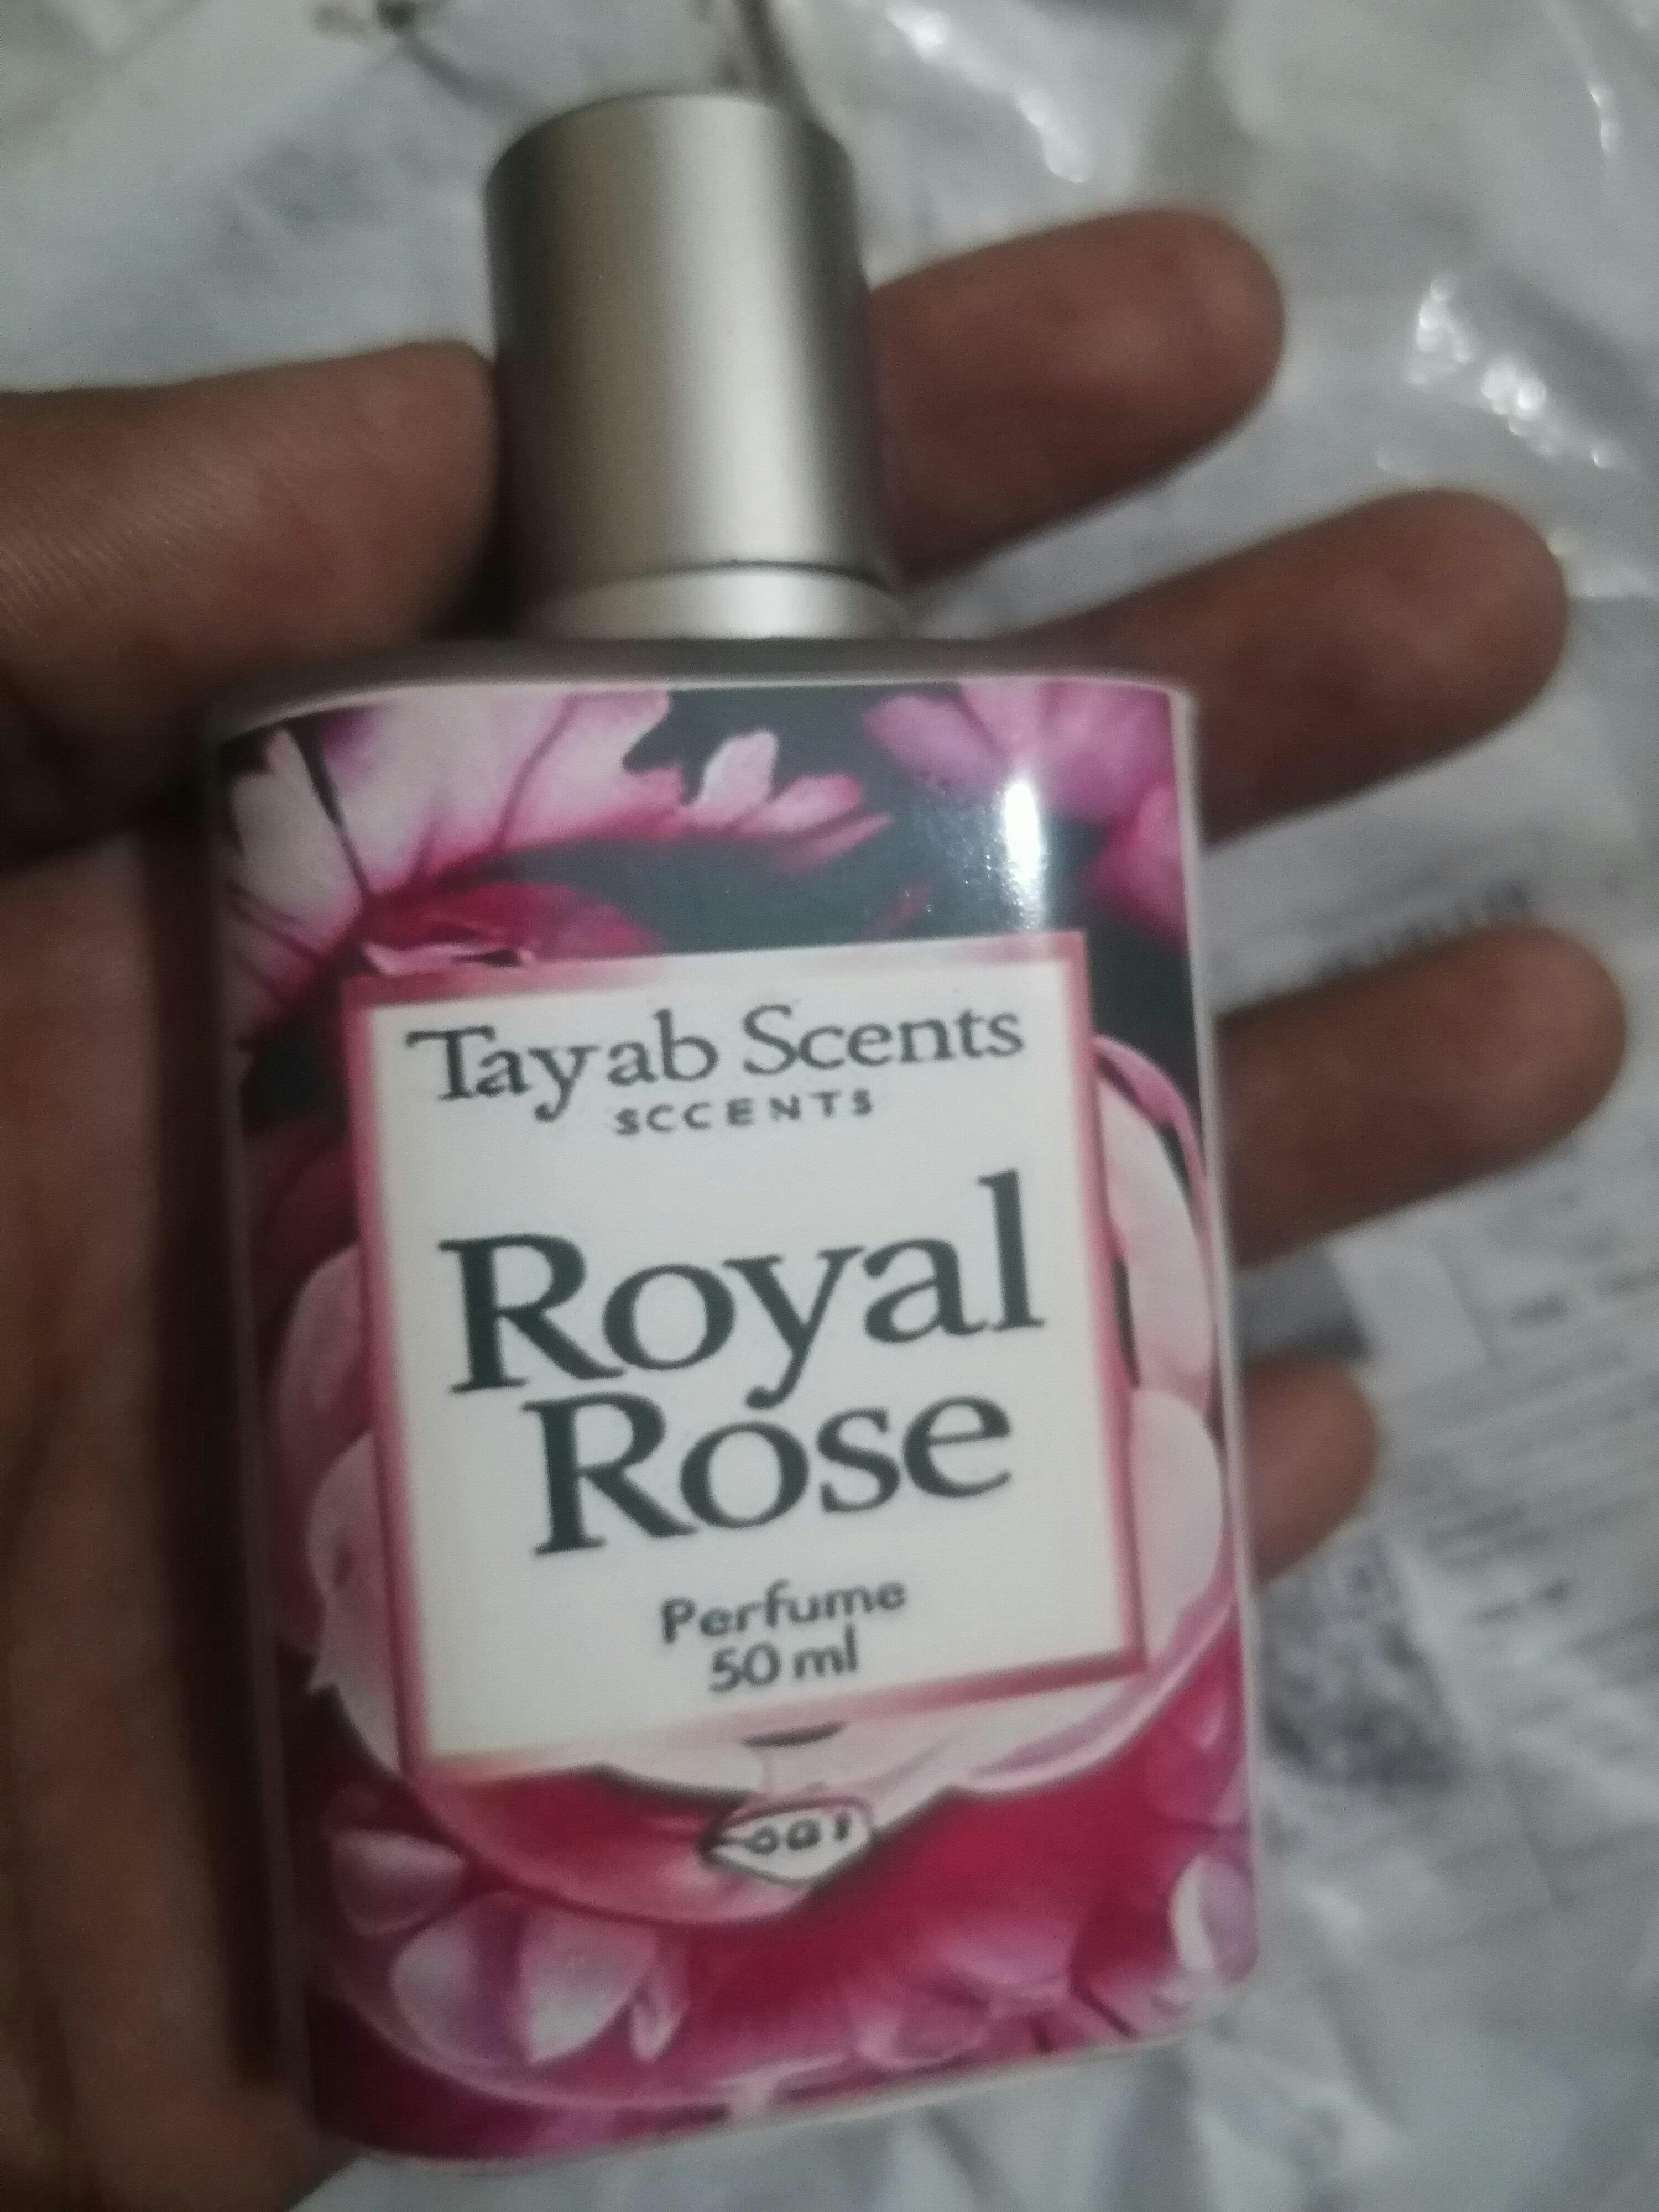 Tayab Scents
SCCENTS
Royal
Rose
Perfume
50 ml